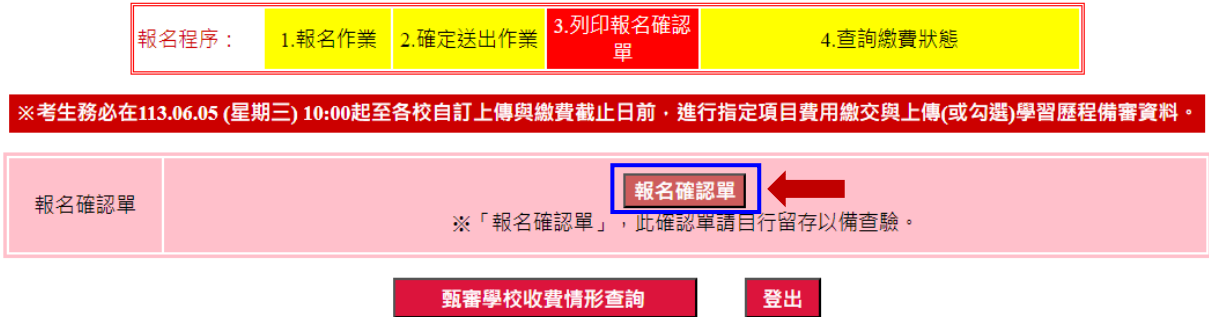 報名程序：
1.報名作業
2.確定送出作業
3.列印報名確認
單
4.查詢繳費狀態
※考生務必在113.06.05 (星期三) 10:00起至各校自訂上傳與繳費截止日前，進行指定項目費用繳交與上傳(或勾選)學習歷程備審資料。
報名確認單
報名確認單
※「報名確認單」，此確認單請自行留存以備查驗。
甄審學校收費情形查詢
登出